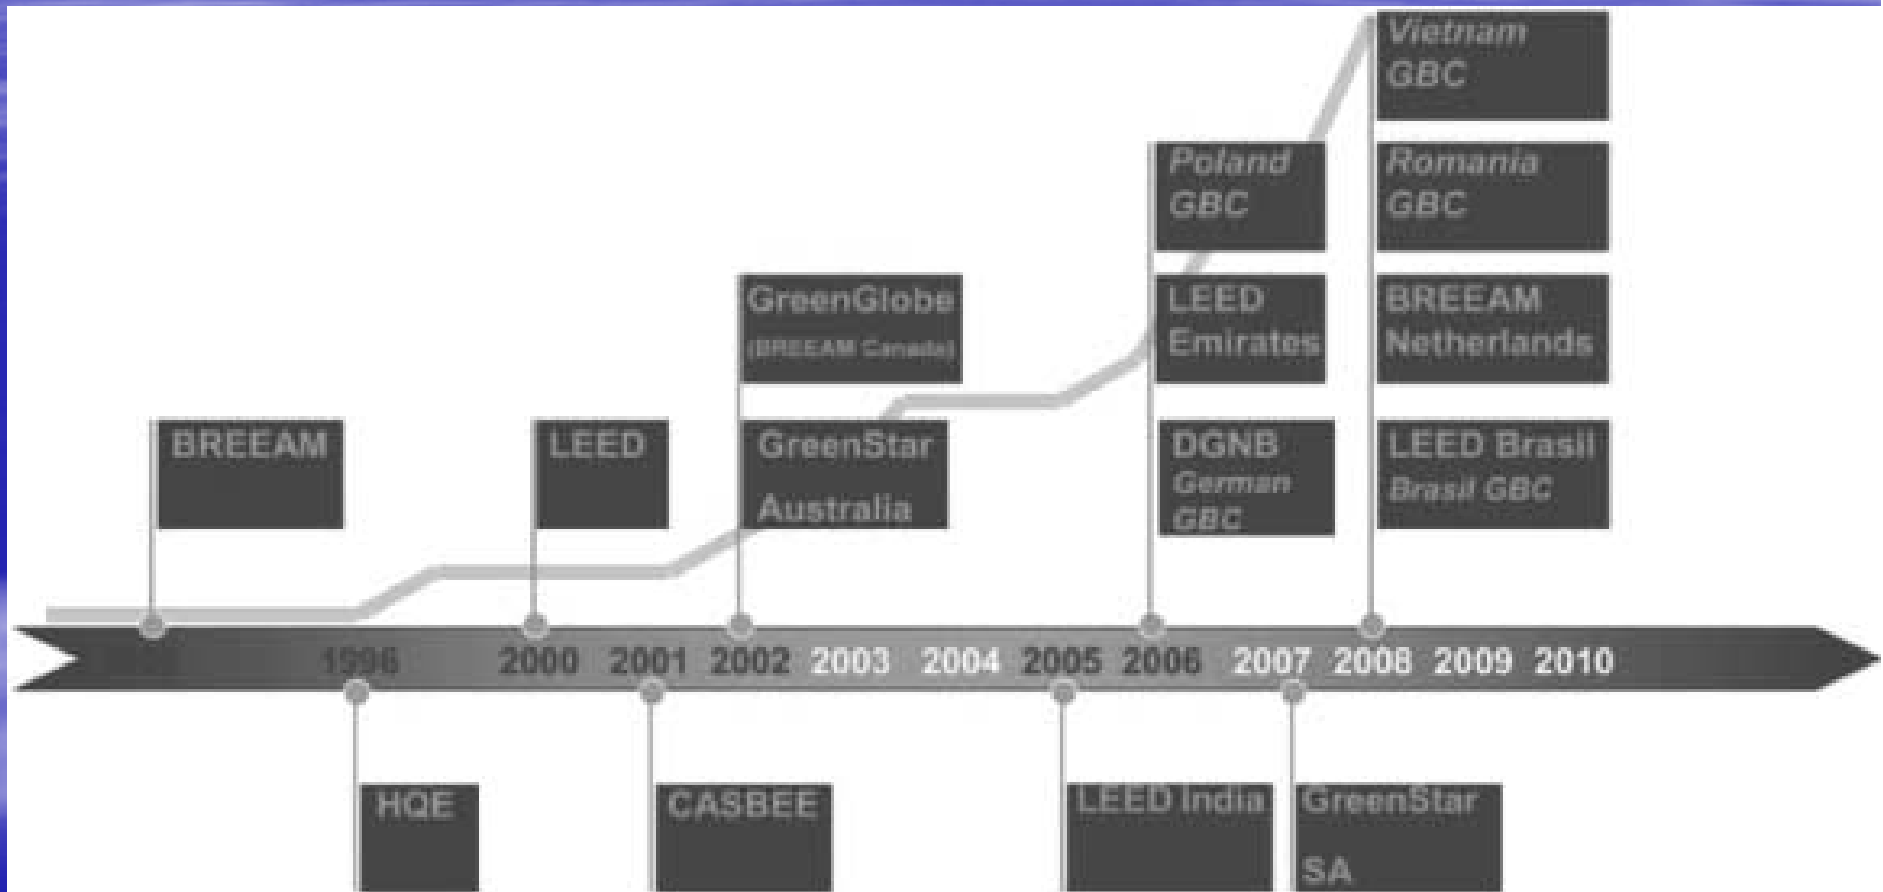 Vietnam
GBC
Poland
GBC
Romania
GBC
GreenGlobe
(BREEAM Canada)
LEED
Emirates
BREEAM
Netherlands
BREEAM
LEED
GreenStar
Australia
DGNB
German
GBC
LEED Brasil
Brasil GBC
1996 2000 2001 2002 2003 2004 2005 2006 2007 2008 2009 2010
HQE
CASBEE
LEED India
GreenStar
SA